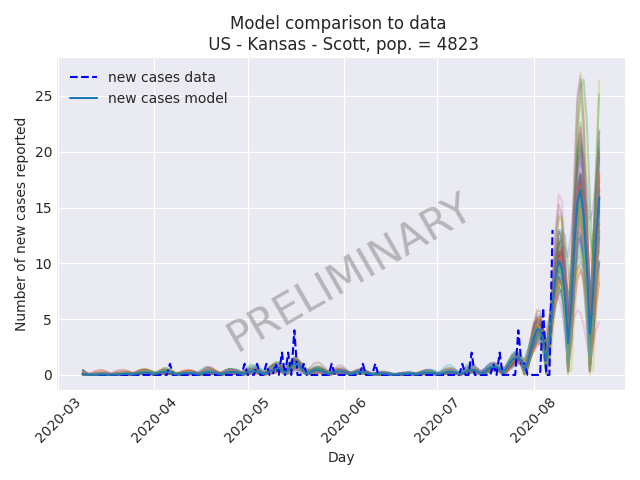 Model comparison to data
US - Kansas - Scott, pop. = 4823
new cases data
new cases model
Number of new cases reported
25
20
15
10
5
0
PRELIMINARY
2020-03
2020-04
2020-05
2020-06
2020-07
2020-08
Day